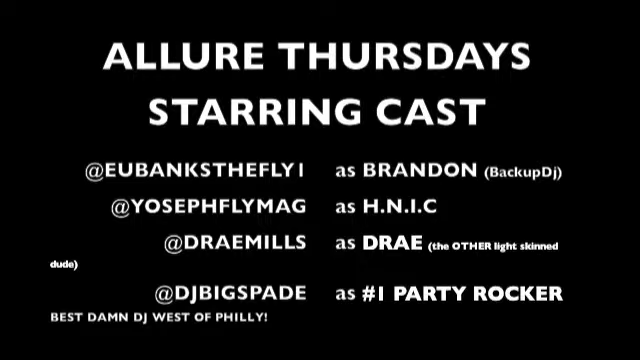 ALLURE THURSDAYS
STARRING CAST
@EUBANKSTHEFLY1 as BRANDON (BackupDj)
@YOSEPHFLYMAG as H.N.I.C
@DRAEMILLS as DRAE (the OTHER light skinned
dude)
@DJBIGSPADE as #1 PARTY ROCKER
BEST DAMN DJ WEST OF PHILLY!